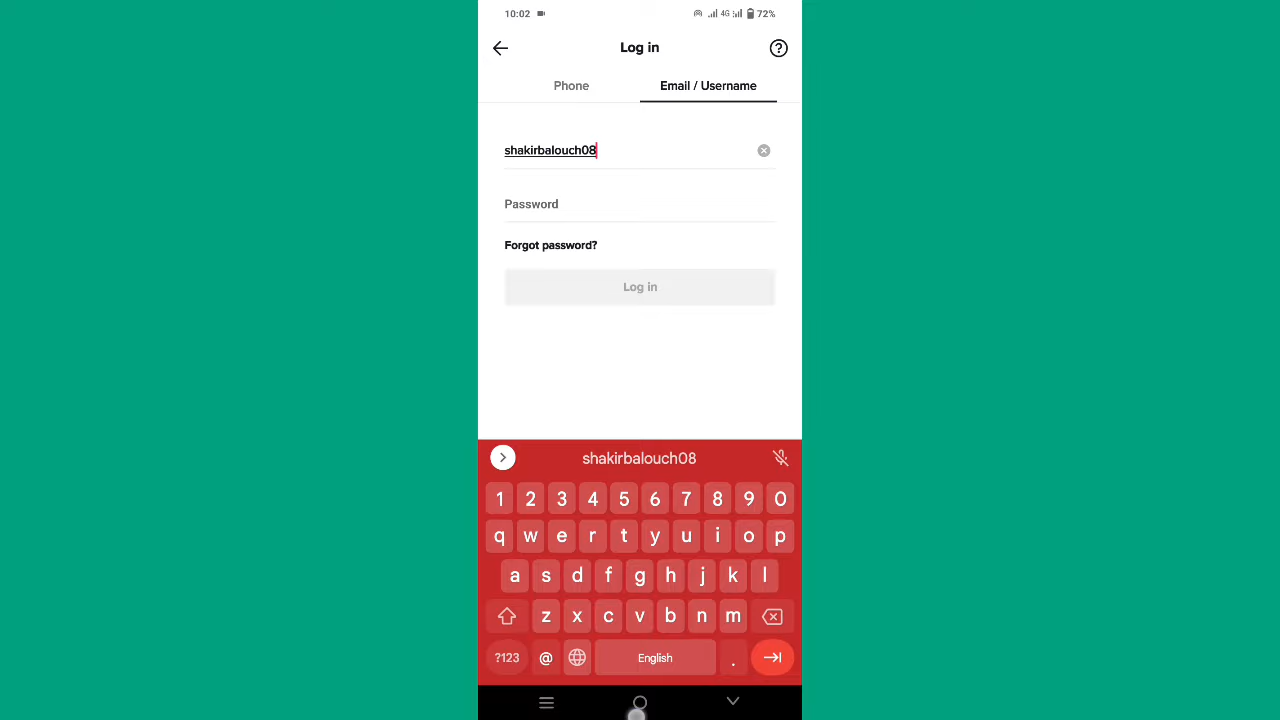 10:02 4G 72%
Log in
Phone Email / Username
shakirbalouch08
Password
Forgot password?
Log in
shakirbalouch08
1 2 3 4 5 6 7 8 9 0
q w e r t y u i o p
a s d f g h j k l
z x c v b n m
?123 @ English .